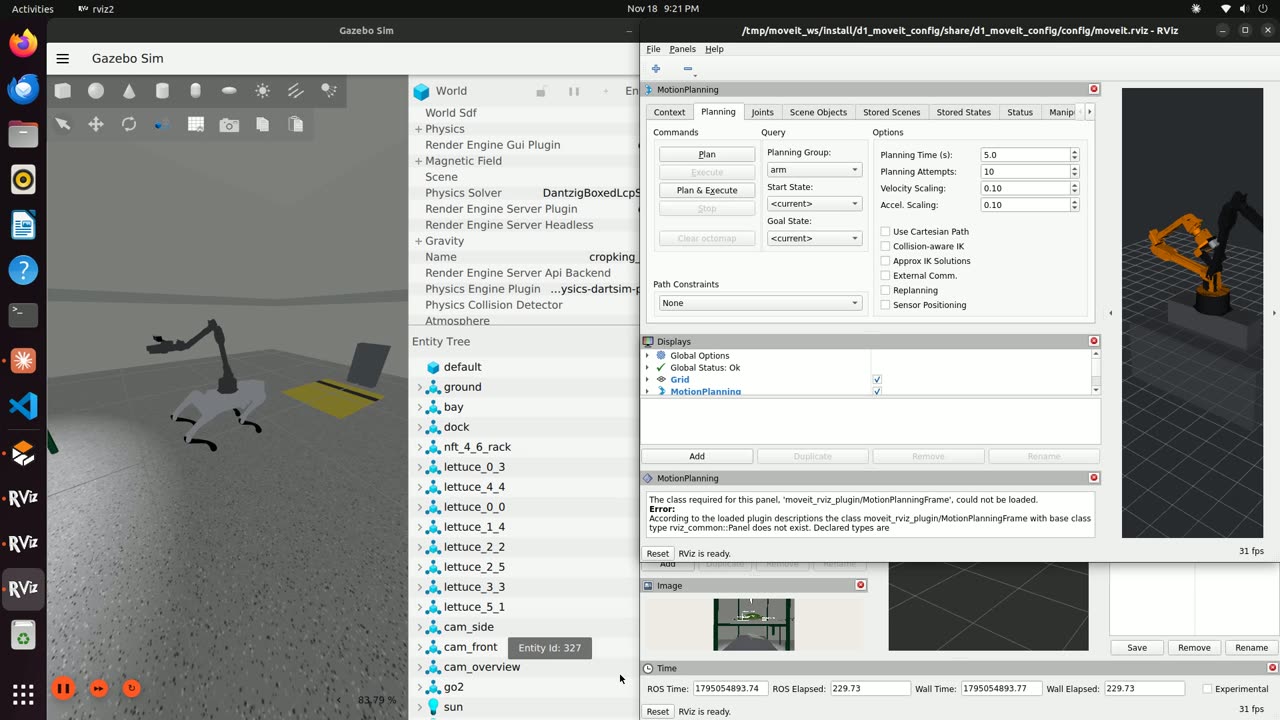 Activities
rviz2
Nov 18 9:21 PM
Gazebo Sim
Gazebo Sim
World
En
World Sdf
Physics
Render Engine Gui Plugin
Magnetic Field
Scene
Physics Solver DantzigBoxedLcpS
Render Engine Server Plugin
Render Engine Server Headless
Gravity
Name cropking_
Render Engine Server Api Backend
Physics Engine Plugin ...ysics-dartsim-p
Physics Collision Detector
Atmosphere
Entity Tree
default
ground
bay
dock
nft_4_6_rack
lettuce_0_3
lettuce_4_4
lettuce_0_0
lettuce_1_4
lettuce_2_2
lettuce_2_5
lettuce_3_3
lettuce_5_1
cam_side
cam_front
Entity Id: 327
cam_overview
go2
sun
83.79 %
/tmp/moveit_ws/install/d1_moveit_config/share/d1_moveit_config/config/moveit.rviz - RViz
File Panels Help
MotionPlanning
Context Planning Joints Scene Objects Stored Scenes Stored States Status Manip
Commands
Plan
Execute
Plan & Execute
Stop
Clear octomap
Query
Planning Group:
arm
Start State:
<current>
Goal State:
<current>
Options
Planning Time (s): 5.0
Planning Attempts: 10
Velocity Scaling: 0.10
Accel. Scaling: 0.10
Use Cartesian Path
Collision-aware IK
Approx IK Solutions
External Comm.
Replanning
Sensor Positioning
Path Constraints
None
Displays
Global Options
Global Status: Ok
Grid
MotionPlanning
Add Duplicate Remove Rename
MotionPlanning
The class required for this panel, 'moveit_rviz_plugin/MotionPlanningFrame', could not be loaded.
Error:
According to the loaded plugin descriptions the class moveit_rviz_plugin/MotionPlanningFrame with base class
type rviz_common::Panel does not exist. Declared types are
Reset RViz is ready.
31 fps
Add Duplicate Remove Rename
Image
Save Remove Rename
Time
ROS Time: 1795054893.74 ROS Elapsed: 229.73 Wall Time: 1795054893.77 Wall Elapsed: 229.73 Experimental
Reset RViz is ready.
31 fps
RViz
RViz
RViz